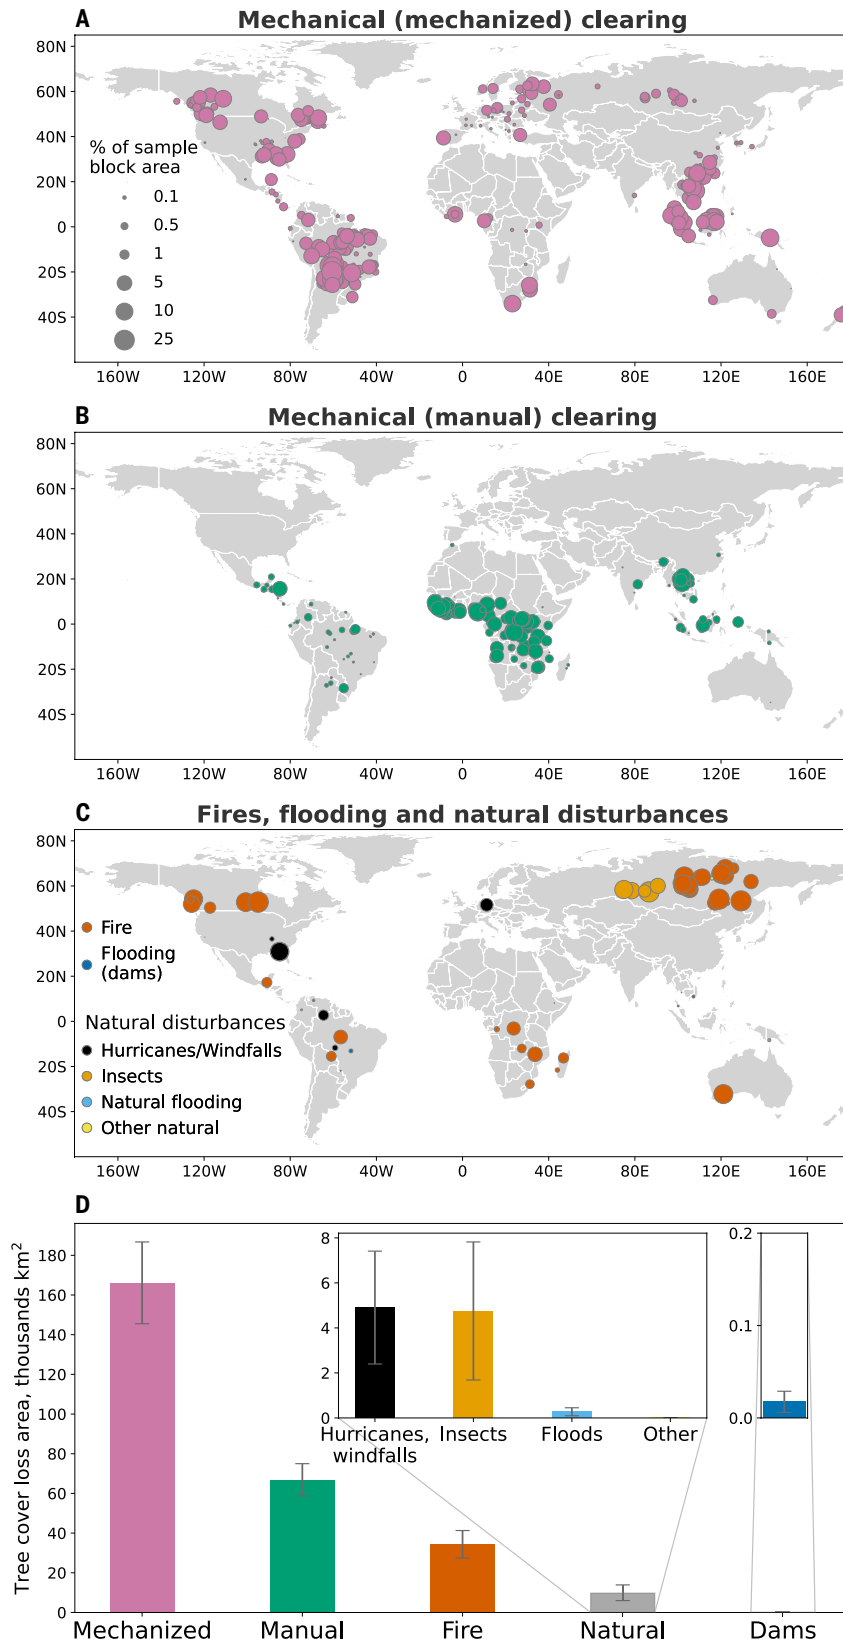 A Mechanical (mechanized) clearing
80N
60N
40N
20N
0
20S
40S
% of sample
block area
0.1
0.5
1
5
10
25
160W 120W 80W 40W 0 40E 80E 120E 160E
B Mechanical (manual) clearing
80N
60N
40N
20N
0
20S
40S
160W 120W 80W 40W 0 40E 80E 120E 160E
C Fires, flooding and natural disturbances
80N
60N
40N
20N
0
20S
40S
Fire
Flooding
(dams)
Natural disturbances
Hurricanes/Windfalls
Insects
Natural flooding
Other natural
160W 120W 80W 40W 0 40E 80E 120E 160E
D
Tree cover loss area, thousands km²
180
160
140
120
100
80
60
40
20
0
8
6
4
2
0
Hurricanes,
windfalls
Insects
Floods
Other
0.2
0.1
0.0
Mechanized Manual Fire Natural Dams